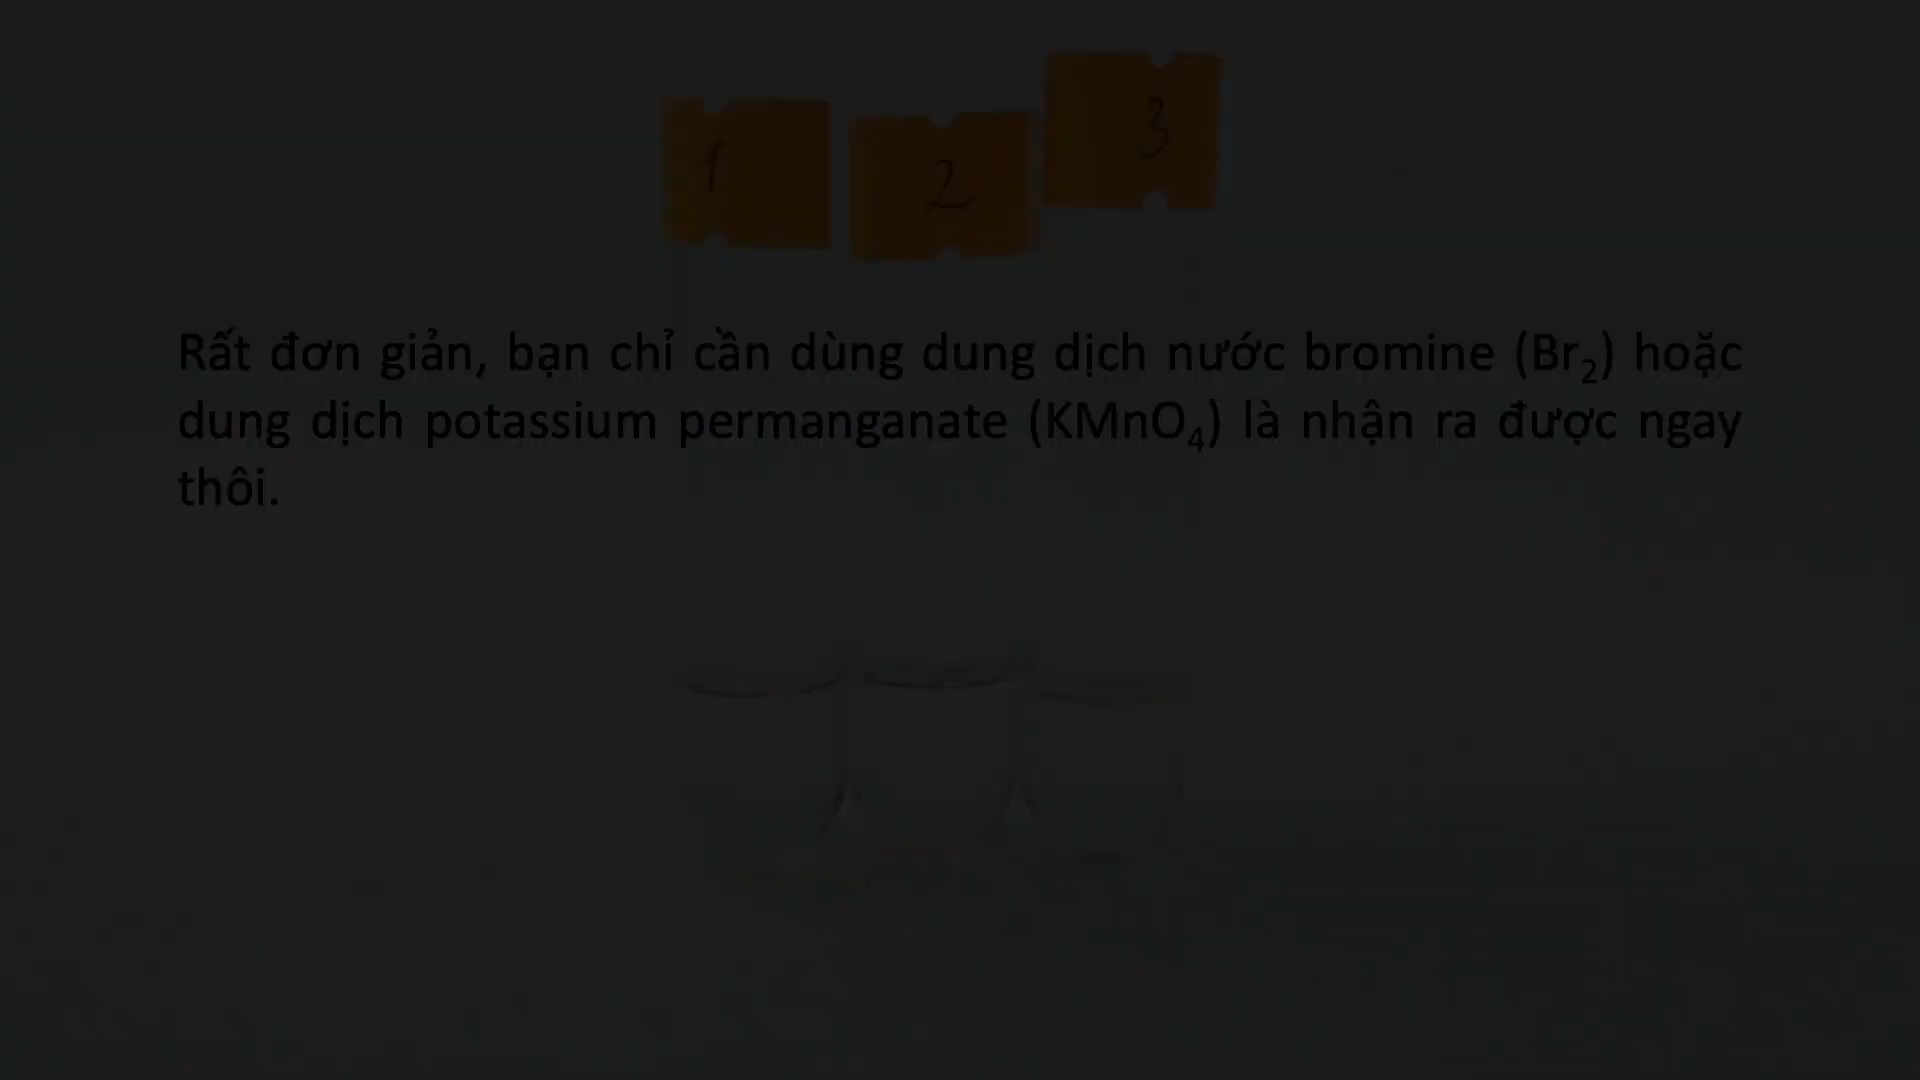 1 2 3
Rất đơn giản, bạn chỉ cần dùng dung dịch nước bromine (Br₂) hoặc
dung dịch potassium permanganate (KMnO₄) là nhận ra được ngay
thôi.